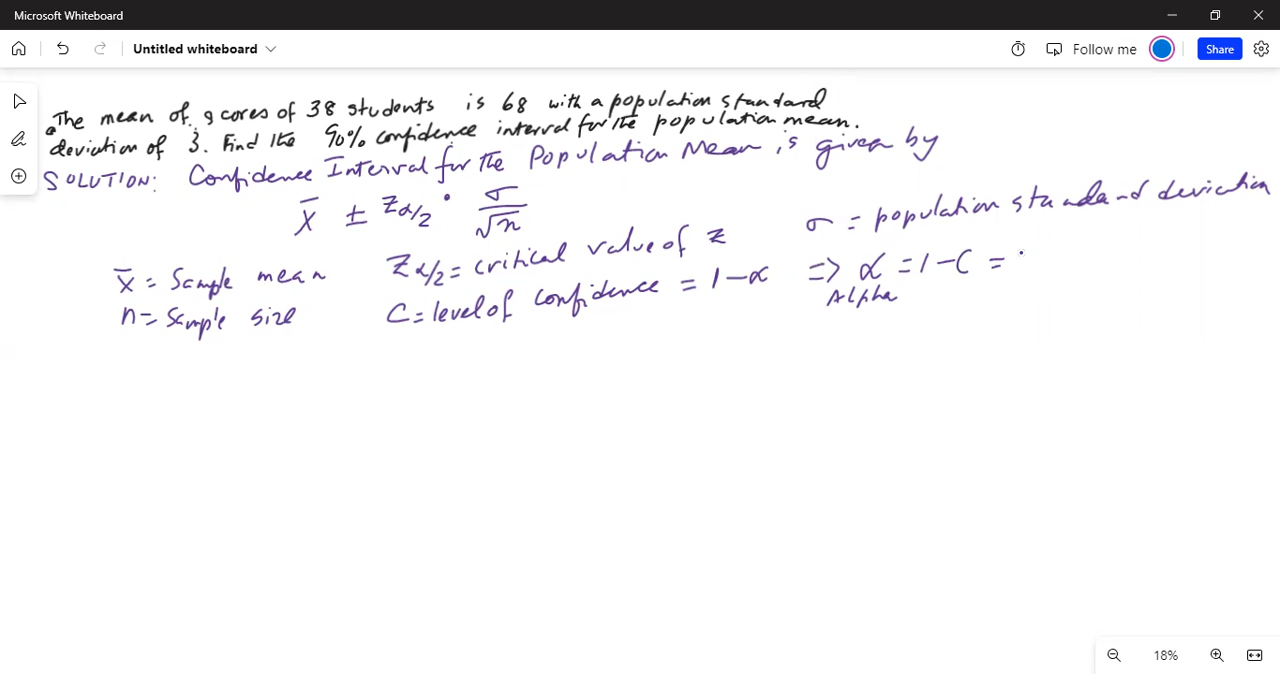 Microsoft Whiteboard
Untitled whiteboard
Follow me
Share
The mean of scores of 38 students is 68 with a population standard
deviation of 3. Find the 90% confidence interval for the population mean.
SOLUTION: Confidence Interval for the Population Mean is given by
x̄ ± Zα/2 · σ/√n
σ = population standard deviation
x̄ = Sample mean
Zα/2 = critical value of z
n = Sample size
C = level of confidence = 1-α => α = 1-C =
Alpha
18%